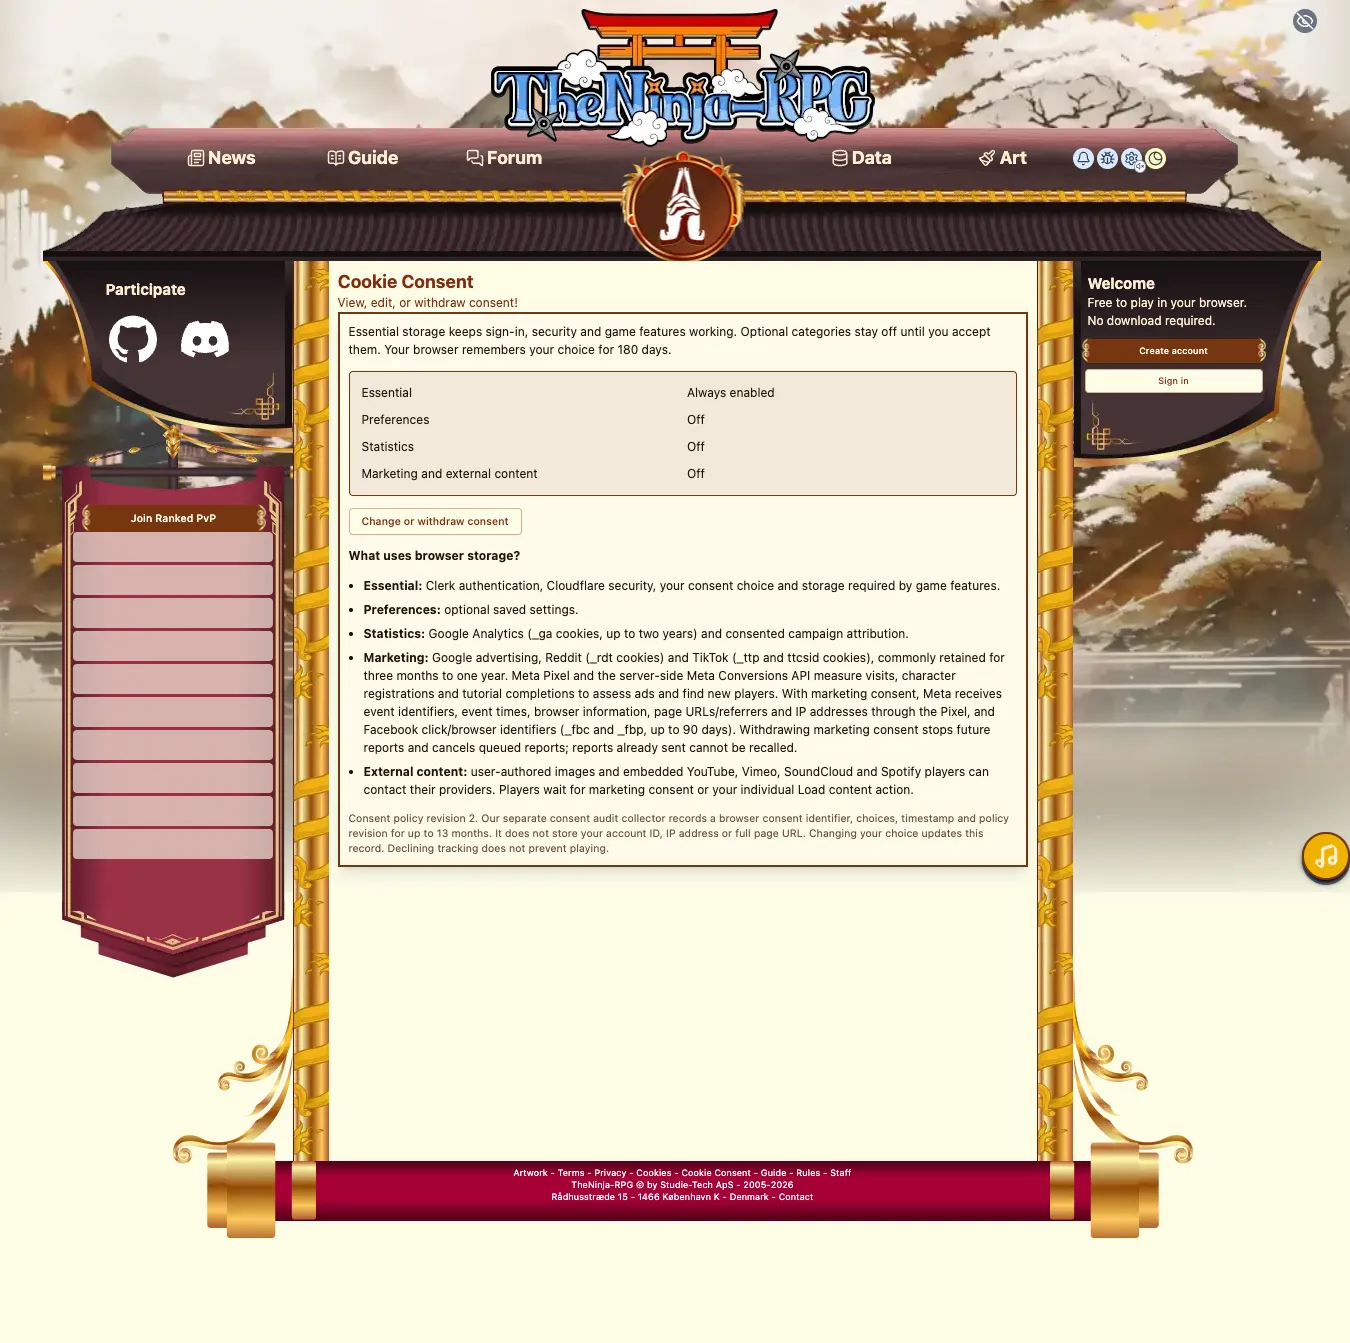 TheNinja-RPG
News
Guide
Forum
Data
Art
Participate
Join Ranked PvP
Cookie Consent
View, edit, or withdraw consent!
Essential storage keeps sign-in, security and game features working. Optional categories stay off until you accept
them. Your browser remembers your choice for 180 days.
Essential Always enabled
Preferences Off
Statistics Off
Marketing and external content Off
Change or withdraw consent
What uses browser storage?
• Essential: Clerk authentication, Cloudflare security, your consent choice and storage required by game features.
• Preferences: optional saved settings.
• Statistics: Google Analytics (_ga cookies, up to two years) and consented campaign attribution.
• Marketing: Google advertising, Reddit (_rdt cookies) and TikTok (_ttp and ttcsid cookies), commonly retained for
three months to one year. Meta Pixel and the server-side Meta Conversions API measure visits, character
registrations and tutorial completions to assess ads and find new players. With marketing consent, Meta receives
event identifiers, event times, browser information, page URLs/referrers and IP addresses through the Pixel, and
Facebook click/browser identifiers (_fbc and _fbp, up to 90 days). Withdrawing marketing consent stops future
reports and cancels queued reports; reports already sent cannot be recalled.
• External content: user-authored images and embedded YouTube, Vimeo, SoundCloud and Spotify players can
contact their providers. Players wait for marketing consent or your individual Load content action.
Consent policy revision 2. Our separate consent audit collector records a browser consent identifier, choices, timestamp and policy
revision for up to 13 months. It does not store your account ID, IP address or full page URL. Changing your choice updates this
record. Declining tracking does not prevent playing.
Welcome
Free to play in your browser.
No download required.
Create account
Sign in
Artwork - Terms - Privacy - Cookies - Cookie Consent - Guide - Rules - Staff
TheNinja-RPG © by Studie-Tech ApS - 2005-2026
Rådhusstræde 15 - 1466 København K - Denmark - Contact